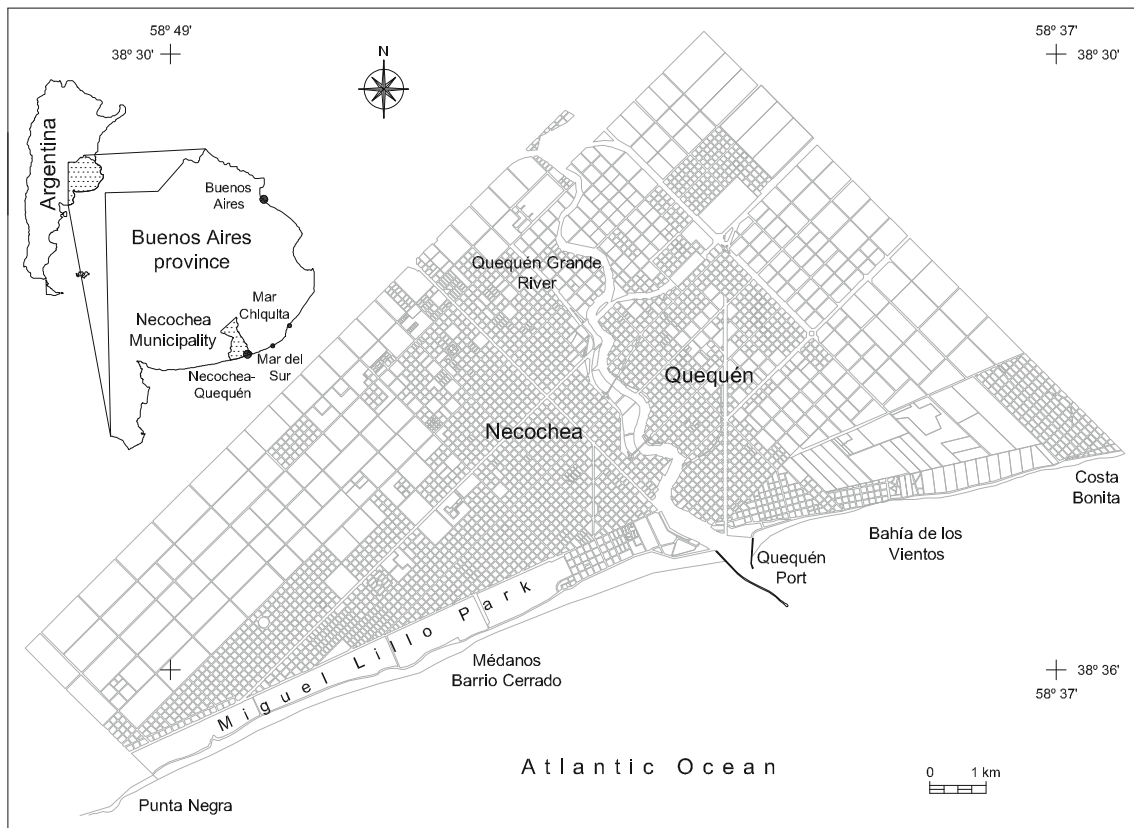 58º 49'
38º 30'
58º 37'
38º 30'
N
Argentina
Buenos
Aires
Buenos Aires
province
Mar
ChIquIta
Necochea
Municipality
Mar del
Sur
Necochea-
Quequén
Quequén Grande
River
Quequén
Necochea
Costa
Bonita
Bahía de los
Vientos
Quequén
Port
Miguel Lillo Park
Médanos
Barrio Cerrado
38º 36'
58º 37'
Atlantic Ocean
0 1 km
Punta Negra